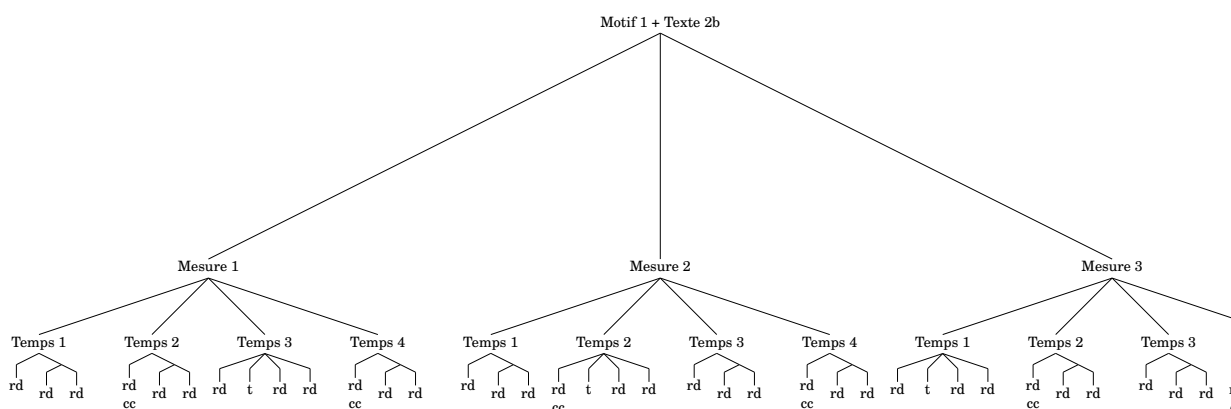 Motif 1 + Texte 2b
Mesure 1 Mesure 2 Mesure 3
Temps 1 Temps 2 Temps 3 Temps 4 Temps 1 Temps 2 Temps 3 Temps 4 Temps 1 Temps 2 Temps 3
rd rd rd rd rd rd rd t rd rd rd rd rd rd rd rd rd t rd rd rd rd rd rd rd rd rd t rd rd rd rd rd rd rd rd
cc cc cc cc cc